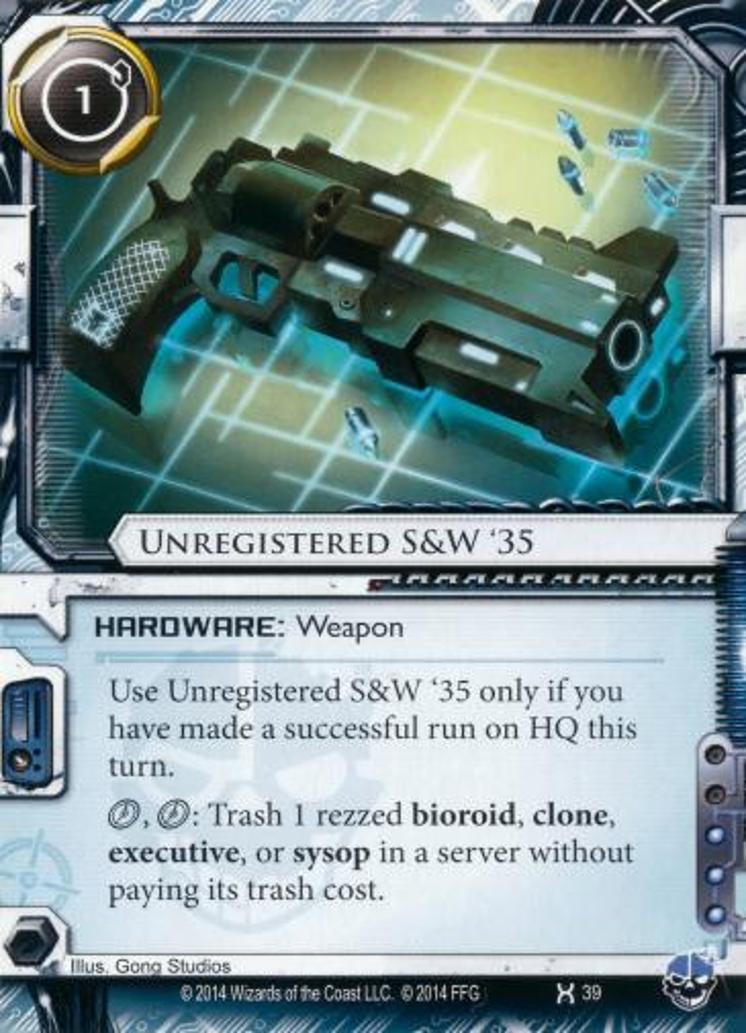 1
UNREGISTERED S&W ‘35
HARDWARE: Weapon
Use Unregistered S&W ‘35 only if you
have made a successful run on HQ this
turn.
, : Trash 1 rezzed bioroid, clone,
executive, or sysop in a server without
paying its trash cost.
Illus. Gong Studios
© 2014 Wizards of the Coast LLC. © 2014 FFG 39